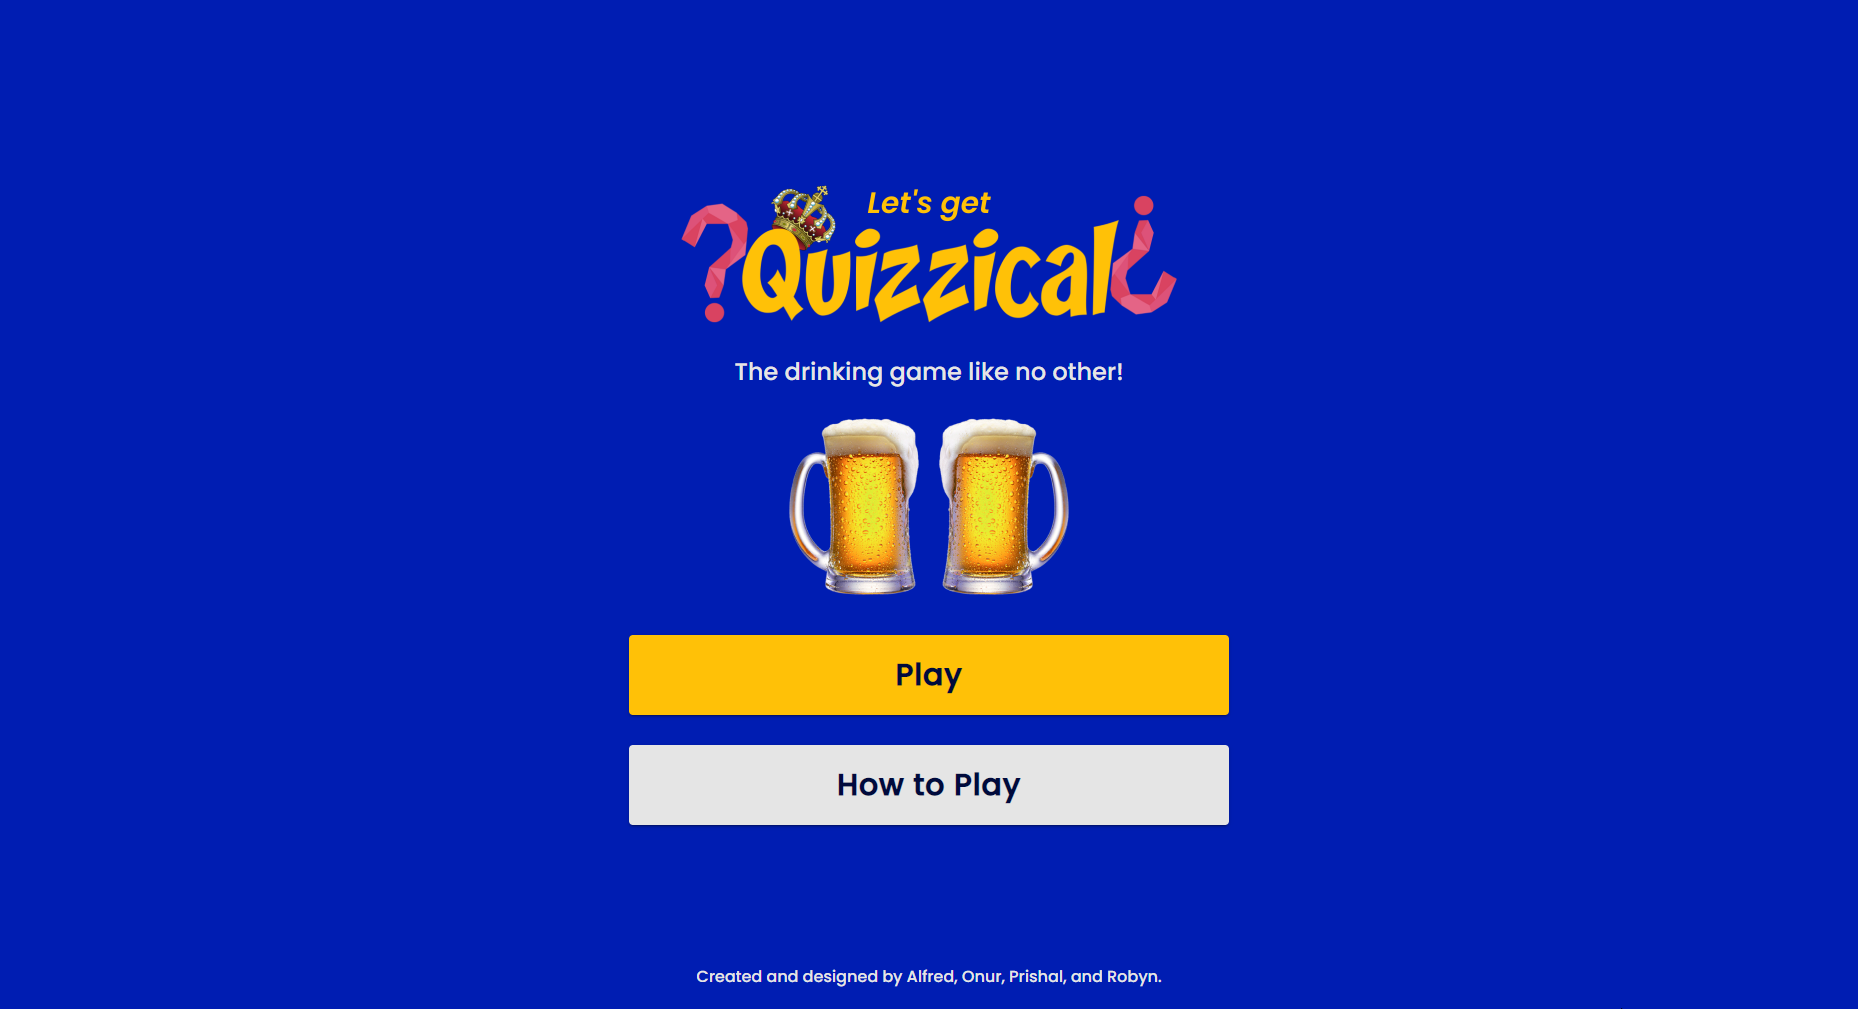 Let's get
Quizzical
The drinking game like no other!
Play
How to Play
Created and designed by Alfred, Onur, Prishal, and Robyn.